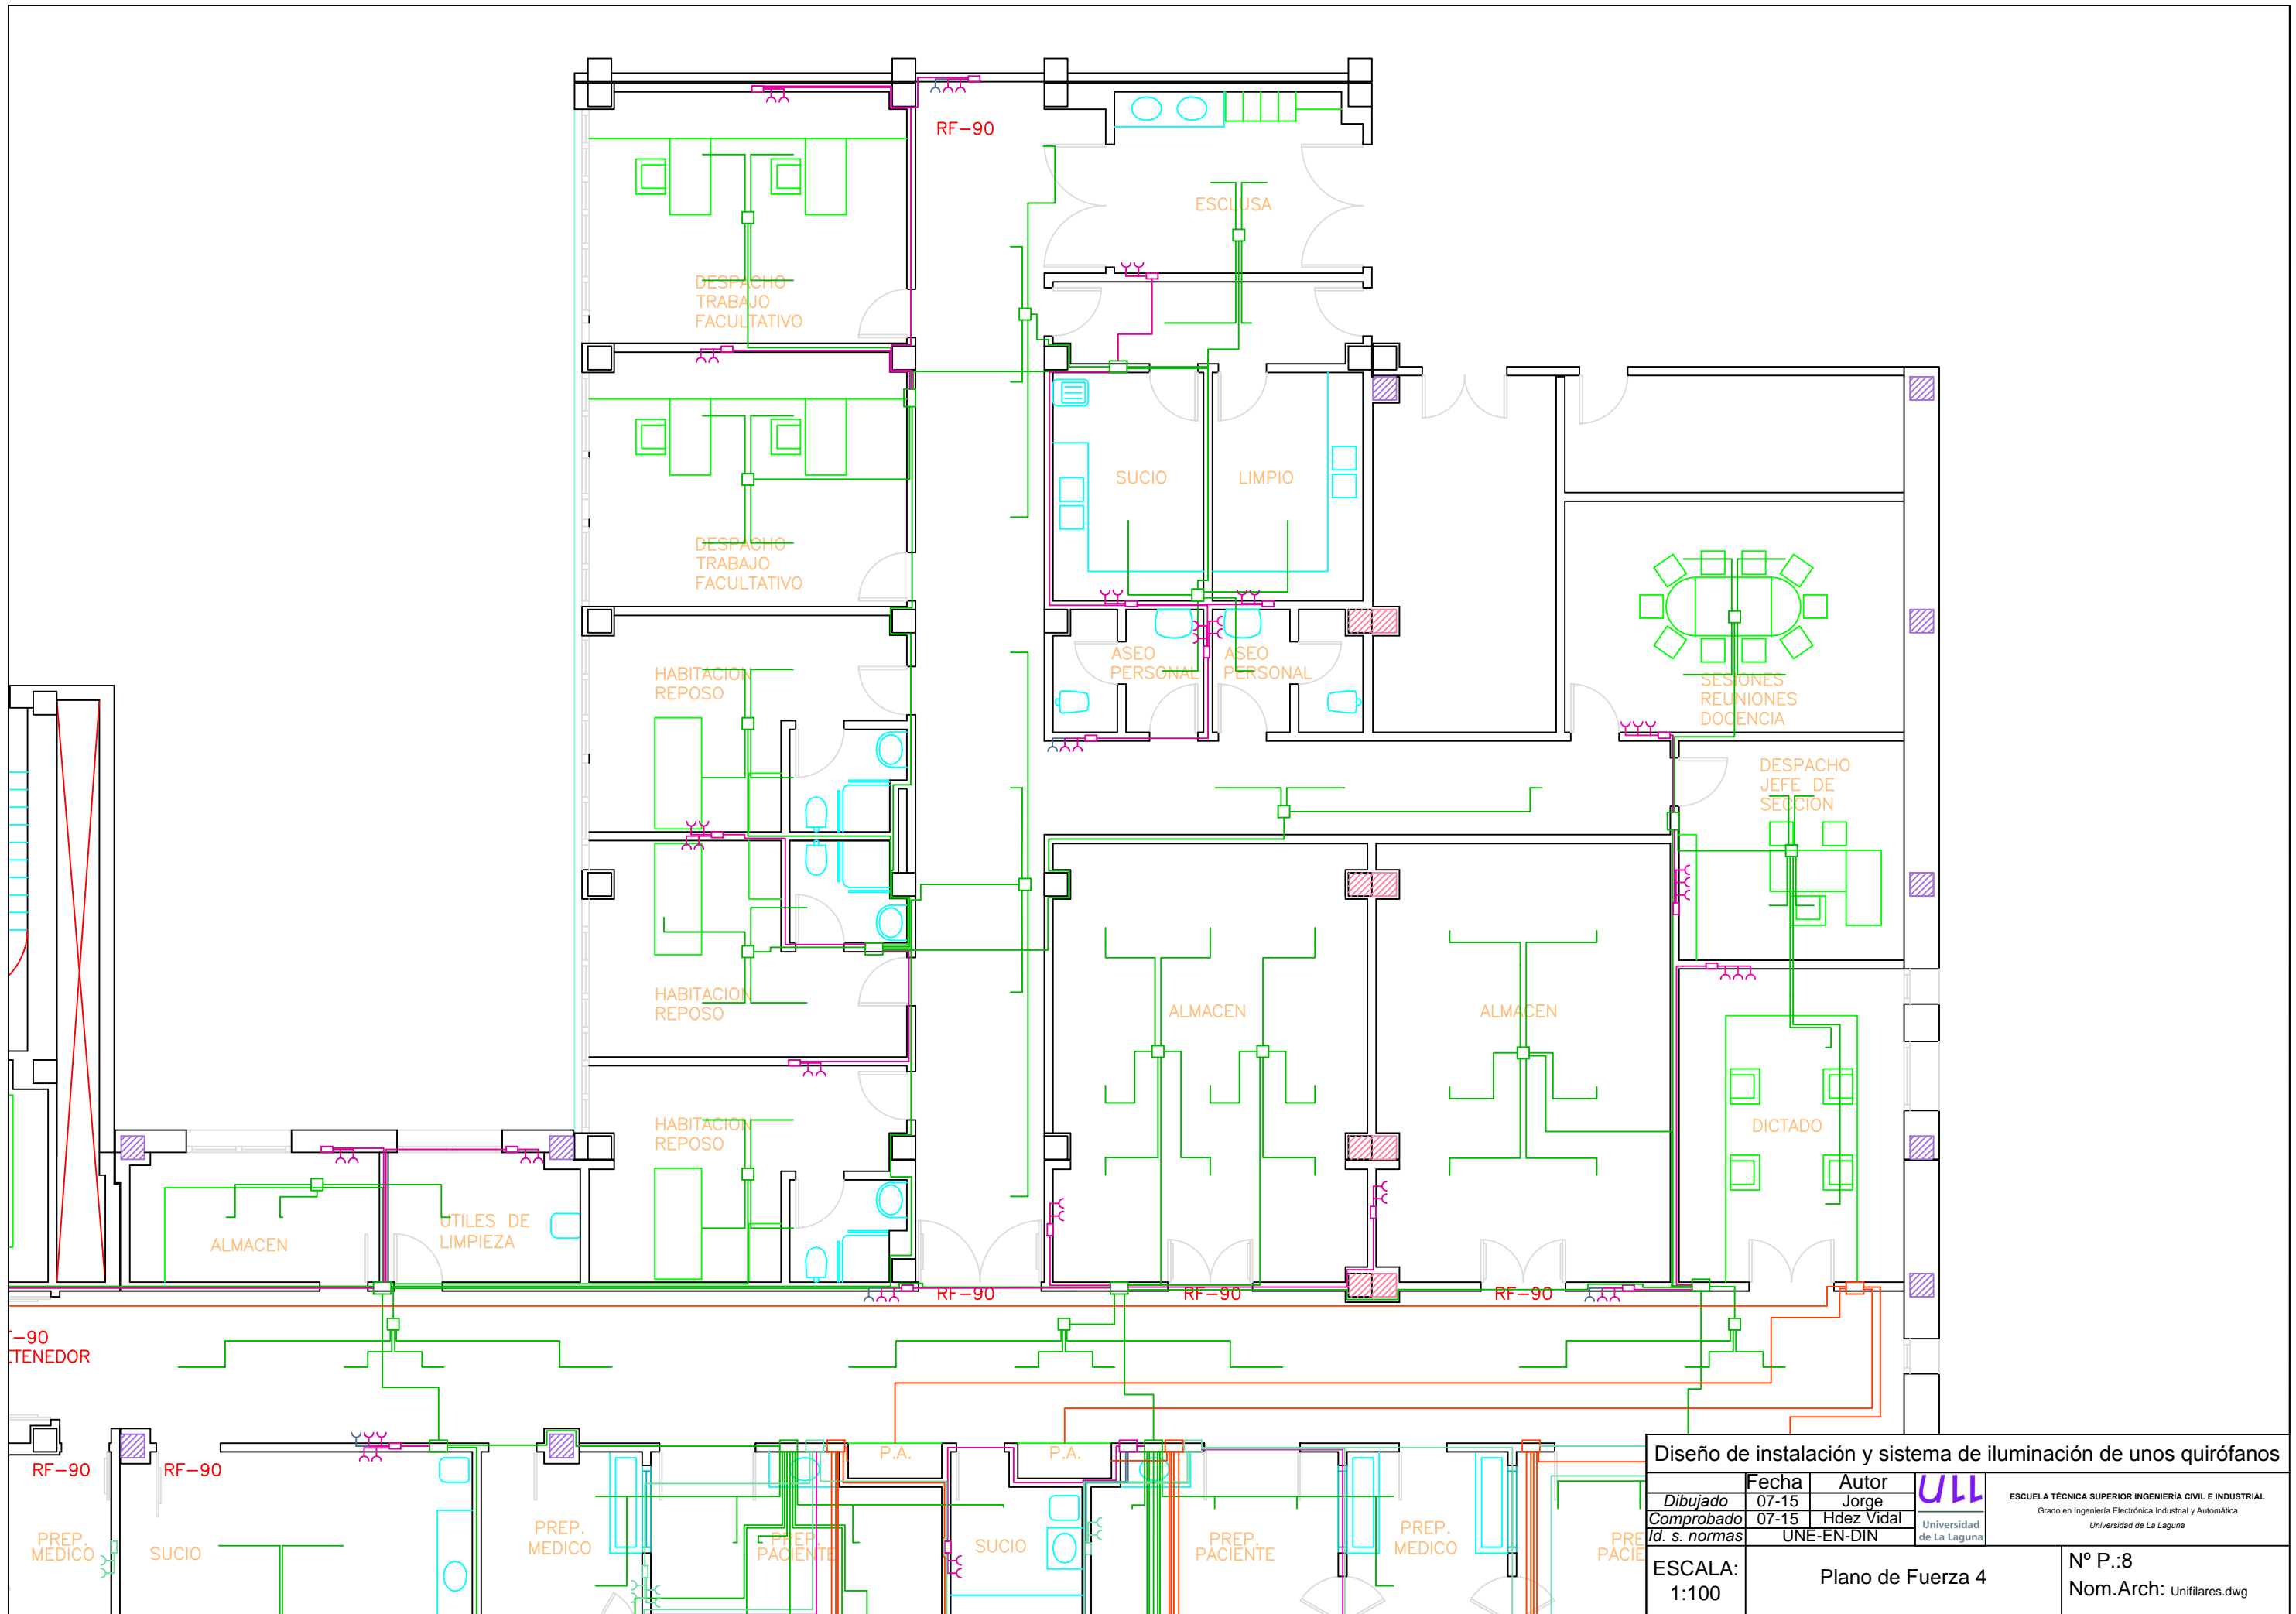 RF-90
ESCLUSA
DESPACHO
TRABAJO
FACULTATIVO
SUCIO
LIMPIO
DESPACHO
TRABAJO
FACULTATIVO
ASEO
PERSONAL
ASEO
PERSONAL
HABITACION
REPOSO
SESIONES
REUNIONES
DOCENCIA
DESPACHO
JEFE DE
SECCION
HABITACION
REPOSO
ALMACEN
ALMACEN
HABITACION
REPOSO
DICTADO
UTILES DE
LIMPIEZA
ALMACEN
RF-90
RF-90
RF-90
F-90
ETENEDOR
P.A.
P.A.
RF-90
RF-90
PREP.
MEDICO
SUCIO
PREP.
MEDICO
PREP.
PACIENTE
SUCIO
PREP.
PACIENTE
PREP.
MEDICO
PRE
PACIE
Diseño de instalación y sistema de iluminación de unos quirófanos
Fecha Autor
Dibujado 07-15 Jorge
Comprobado 07-15 Hdez Vidal
Id. s. normas UNE-EN-DIN
ULL
Universidad
de La Laguna
ESCUELA TÉCNICA SUPERIOR INGENIERÍA CIVIL E INDUSTRIAL
Grado en Ingeniería Electrónica Industrial y Automática
Universidad de La Laguna
ESCALA:
1:100
Plano de Fuerza 4
Nº P.:8
Nom.Arch: Unifilares.dwg